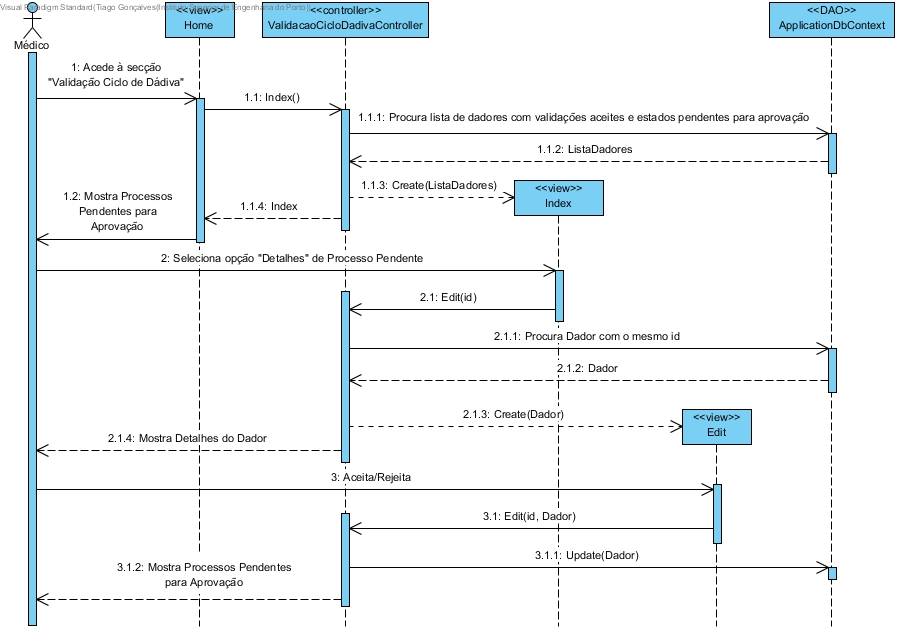 Visual Paradigm Standard(Tiago Gonçalves(Instituto Superior de Engenharia do Porto))
Médico
<<view>>
Home
<<controller>>
ValidacaoCicloDadivaController
<<DAO>>
ApplicationDbContext
1: Acede à secção
"Validação Ciclo de Dádiva"
1.1: Index()
1.1.1: Procura lista de dadores com validações aceites e estados pendentes para aprovação
1.1.2: ListaDadores
1.1.3: Create(ListaDadores)
<<view>>
Index
1.1.4: Index
1.2: Mostra Processos
Pendentes para
Aprovação
2: Seleciona opção "Detalhes" de Processo Pendente
2.1: Edit(id)
2.1.1: Procura Dador com o mesmo id
2.1.2: Dador
2.1.3: Create(Dador)
<<view>>
Edit
2.1.4: Mostra Detalhes do Dador
3: Aceita/Rejeita
3.1: Edit(id, Dador)
3.1.1: Update(Dador)
3.1.2: Mostra Processos Pendentes
para Aprovação